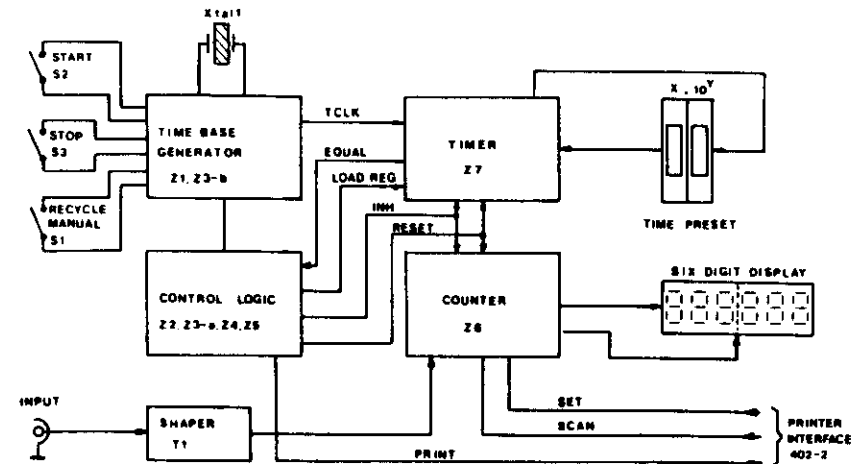 Xtal1
START
S2
STOP
S3
RECYCLE
MANUAL
S1
TIME BASE
GENERATOR
Z1, Z3-b
TCLK
EQUAL
LOAD REG
INH
RESET
TIMER
Z7
X . 10Y
TIME PRESET
CONTROL LOGIC
Z2, Z3-a, Z4, Z5
COUNTER
Z6
SIX DIGIT DISPLAY
INPUT
SHAPER
T1
SET
SCAN
PRINT
PRINTER
INTERFACE
402-2